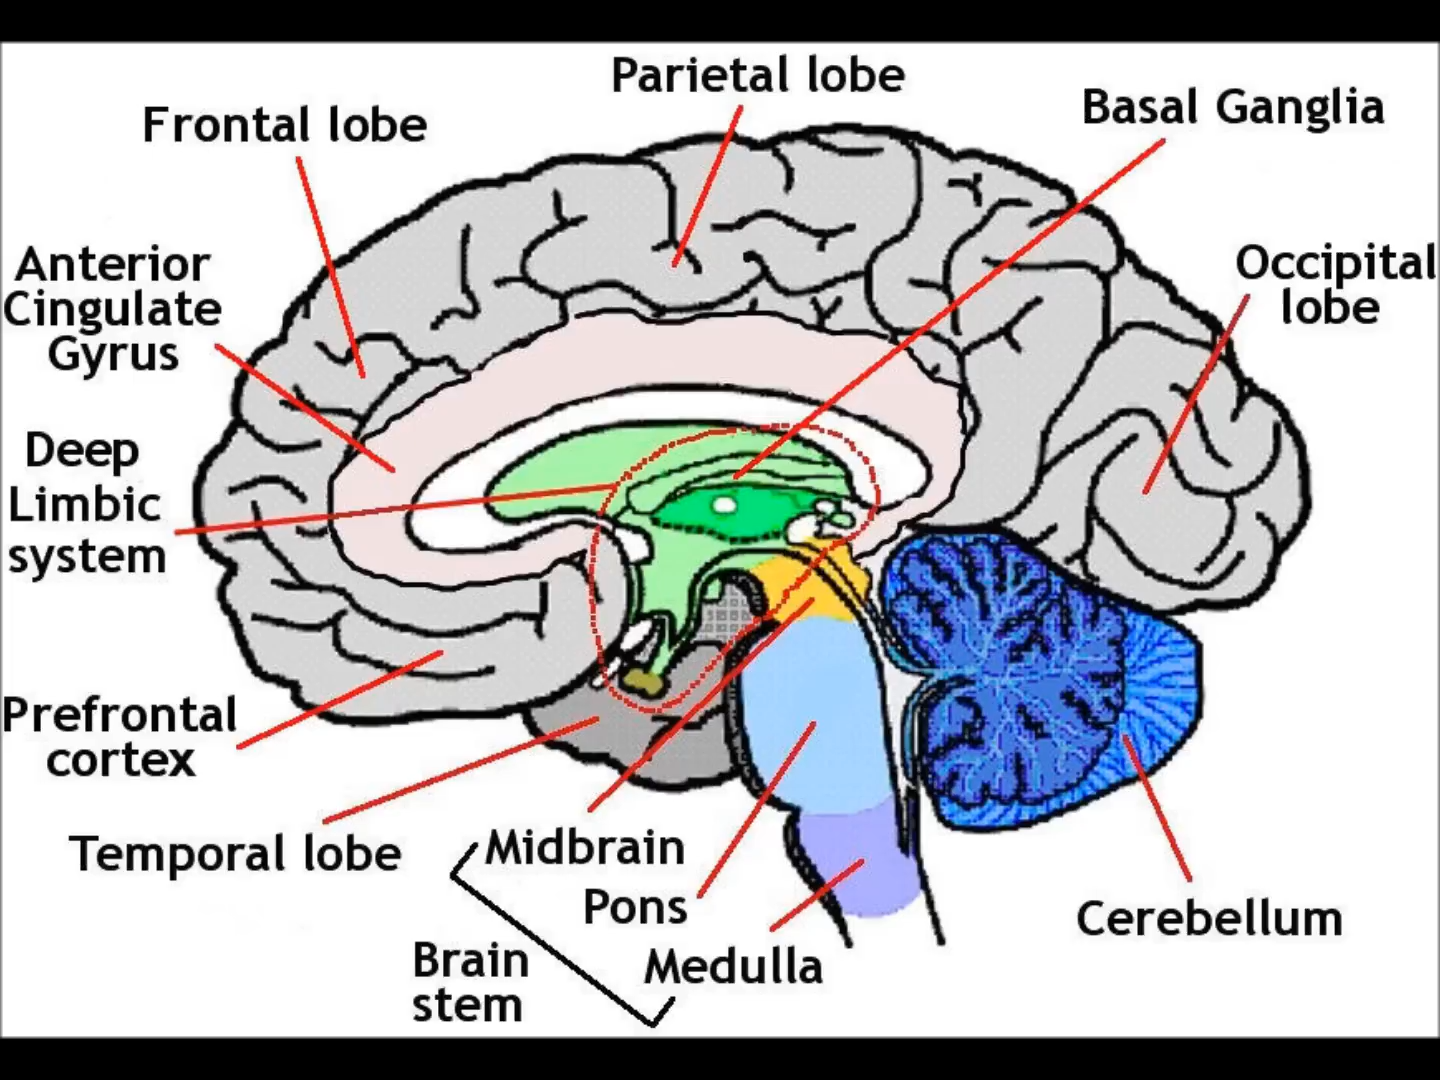 Parietal lobe
Basal Ganglia
Frontal lobe
Anterior
Cingulate
Gyrus
Occipital
lobe
Deep
Limbic
system
Prefrontal
cortex
Temporal lobe
Midbrain
Pons
Medulla
Brain
stem
Cerebellum